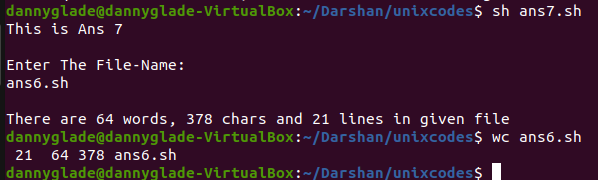 dannyglade@dannyglade-VirtualBox:~/Darshan/unixcodes$ sh ans7.sh
This is Ans 7
Enter The File-Name:
ans6.sh
There are 64 words, 378 chars and 21 lines in given file
dannyglade@dannyglade-VirtualBox:~/Darshan/unixcodes$ wc ans6.sh
 21  64 378 ans6.sh
dannyglade@dannyglade-VirtualBox:~/Darshan/unixcodes$